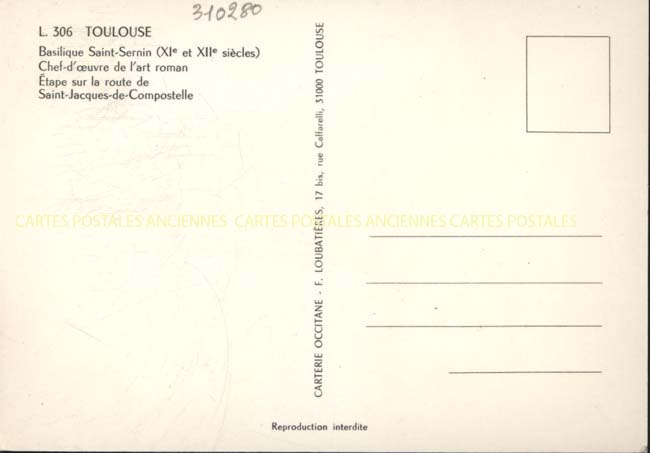 310280
L. 306 TOULOUSE
Basilique Saint-Sernin (XIe et XIIe siècles)
Chef-d'œuvre de l'art roman
Étape sur la route de
Saint-Jacques-de-Compostelle
CARTERIE OCCITANE - F. LOUBATIÈRES, 17 bis, rue Caffarelli, 31000 TOULOUSE
CARTES POSTALES ANCIENNES CARTES POSTALES ANCIENNES CARTES POSTALES
Reproduction interdite